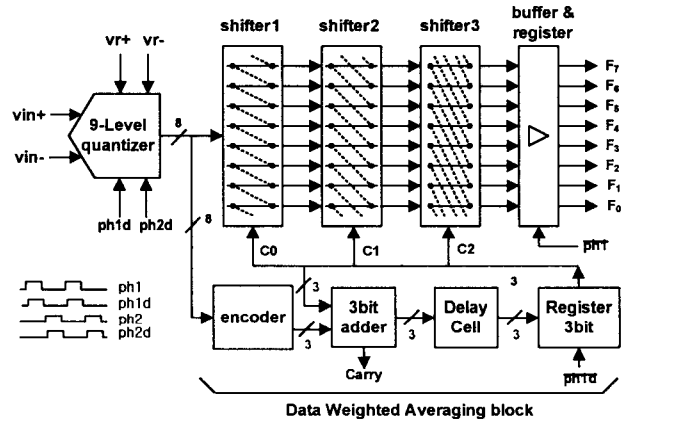 shifter1 shifter2 shifter3 buffer & register
vr+ vr-
vin+
vin-
9-Level quantizer
8
ph1d ph2d
8
F7
F6
F5
F4
F3
F2
F1
F0
C0 C1 C2
ph1
ph1
ph1d
ph2
ph2d
encoder
3
3
3bit adder
3
Delay Cell
3
3
Register 3bit
Carry
ph1d
Data Weighted Averaging block